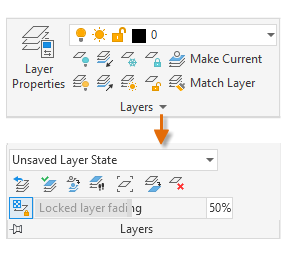 0
Layer
Properties
Make Current
Match Layer
Layers
Unsaved Layer State
Locked layer fading
50%
Layers